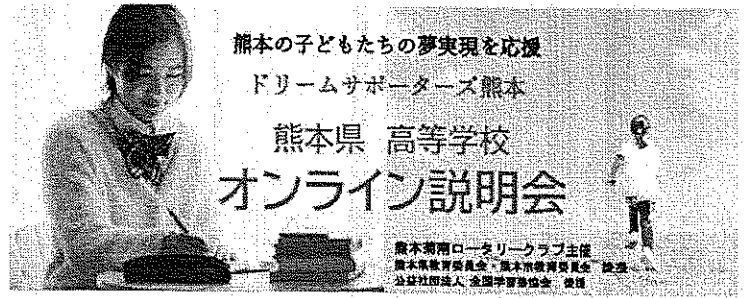 熊本の子どもたちの夢実現を応援
ドリームサポーターズ熊本
熊本県 高等学校
オンライン説明会
熊本菊南ロータリークラブ主催
熊本県教育委員会・熊本市教育委員会 後援
公益社団法人 全国学習塾協会 後援